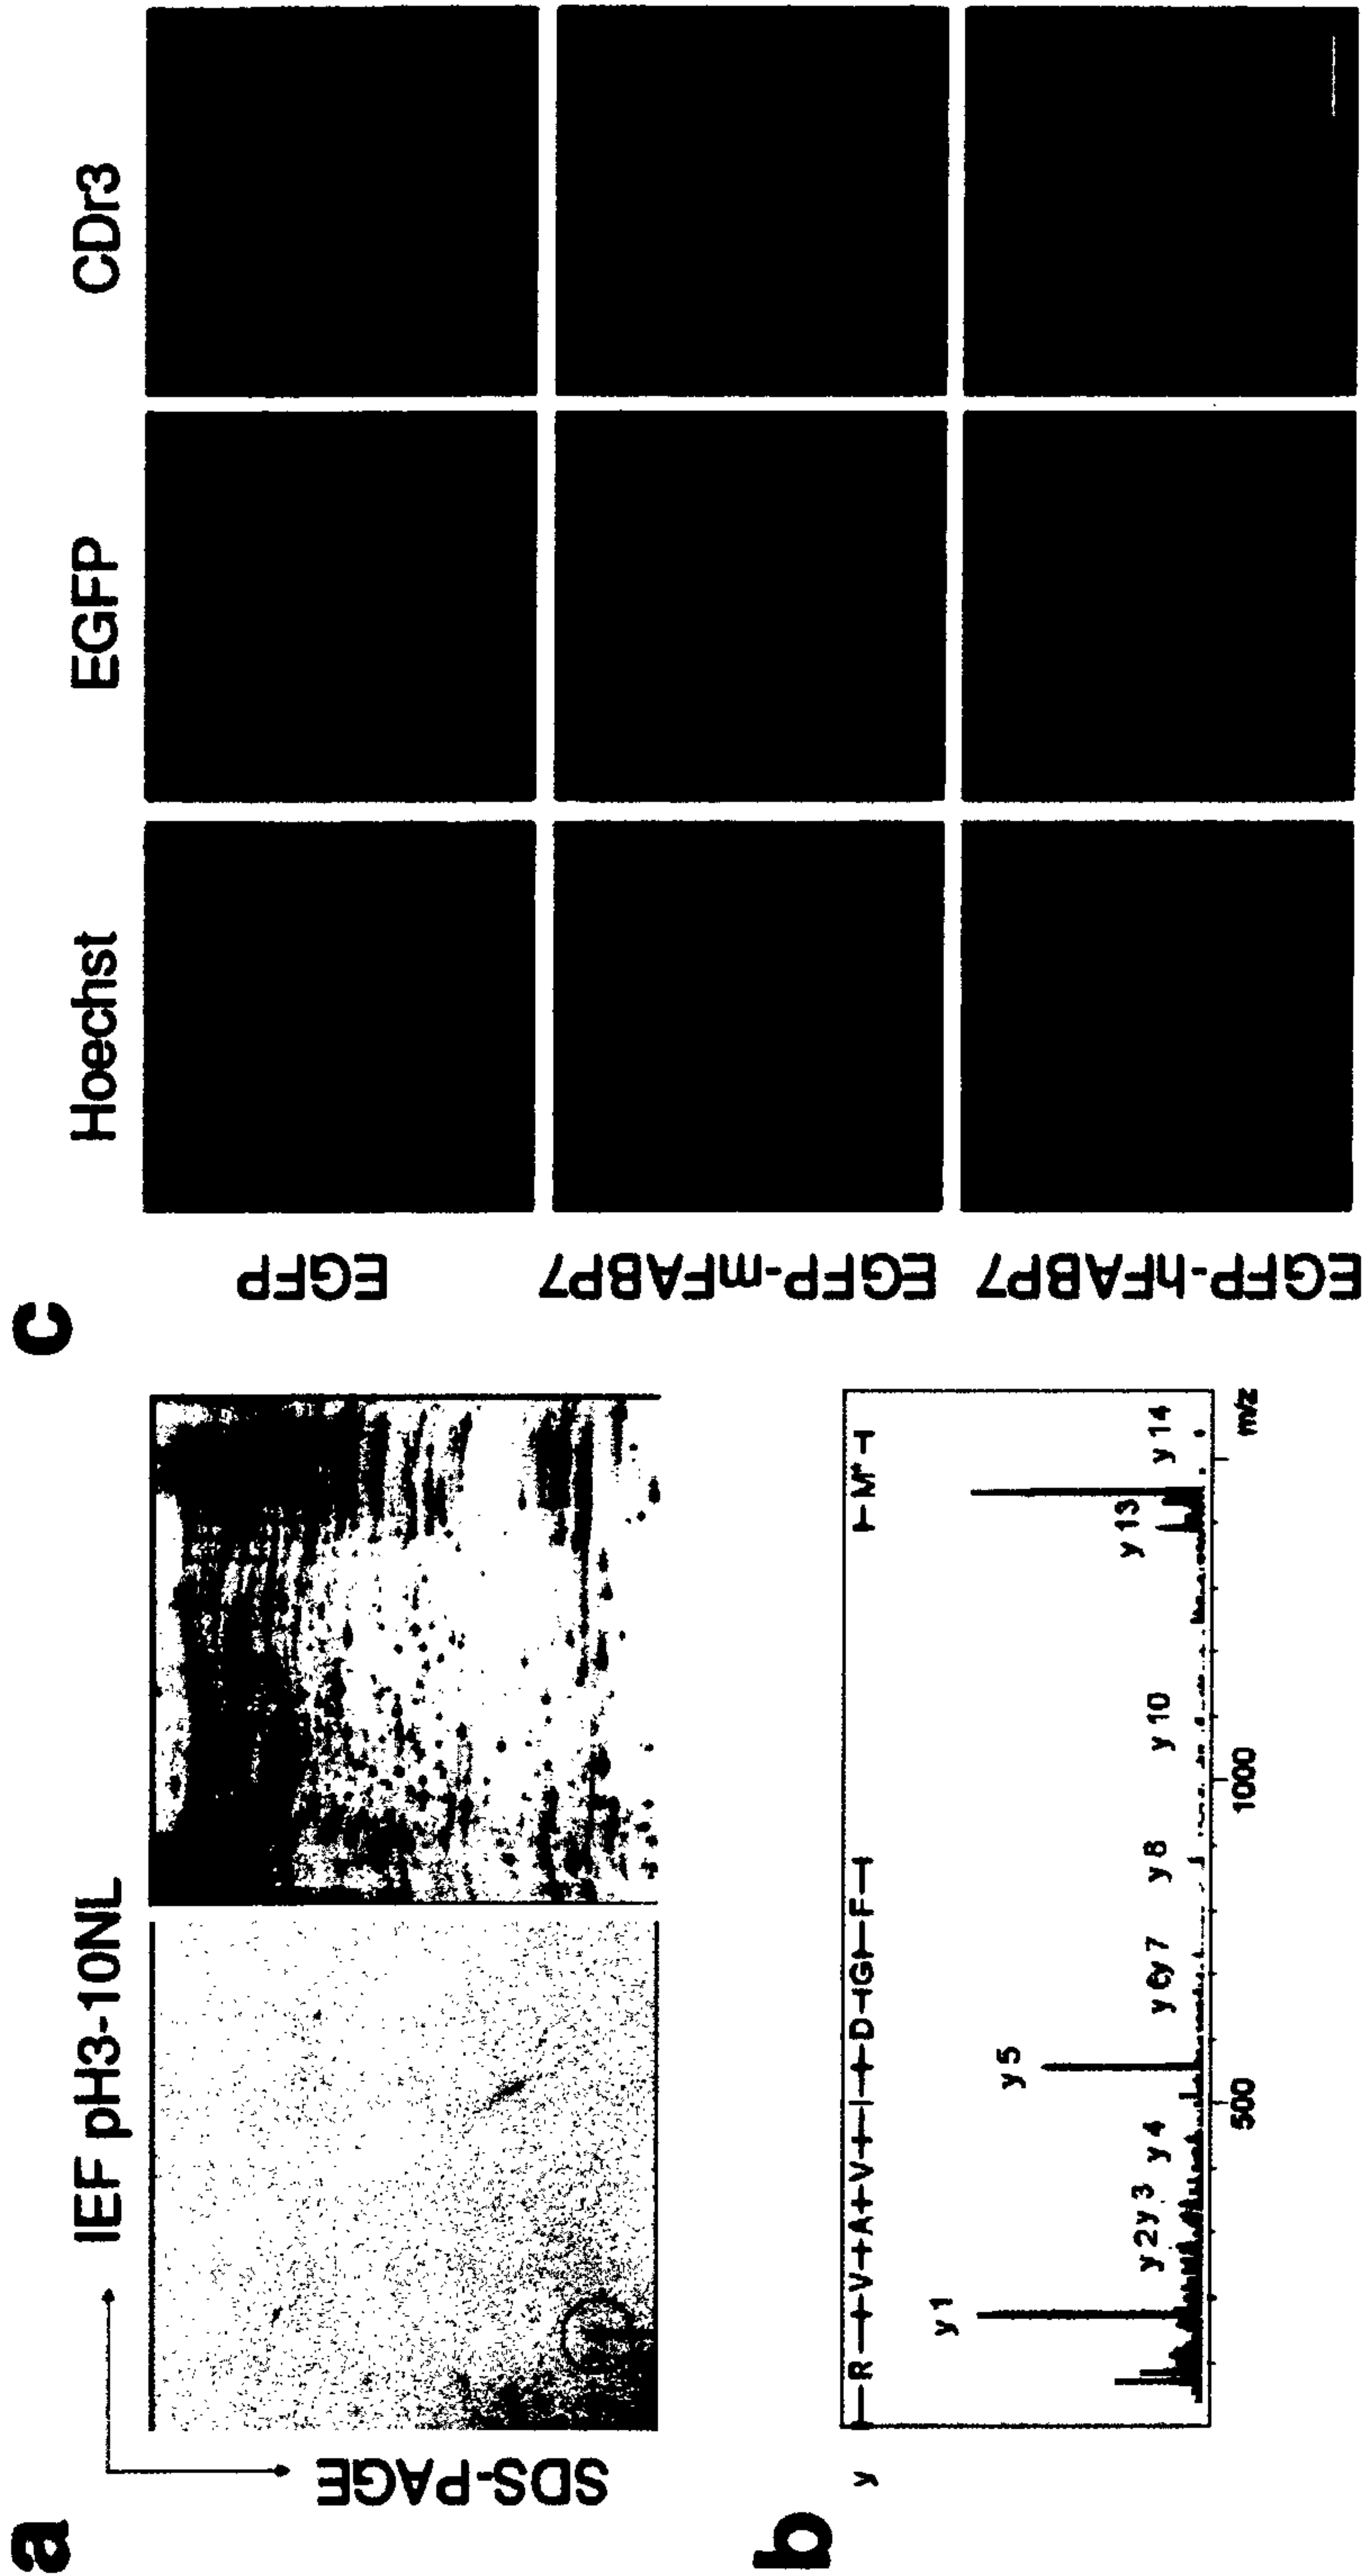 a
IEF pH3-10NL
SDS-PAGE
b
y R V A V I D G F M*
y 1
y 2 y 3
y 4
y 5
y 6 y 7
y 8
y 10
y 13
y 14
500
1000
m/z
c
Hoechst
EGFP
CDr3
EGFP
EGFP-mFABP7
EGFP-hFABP7